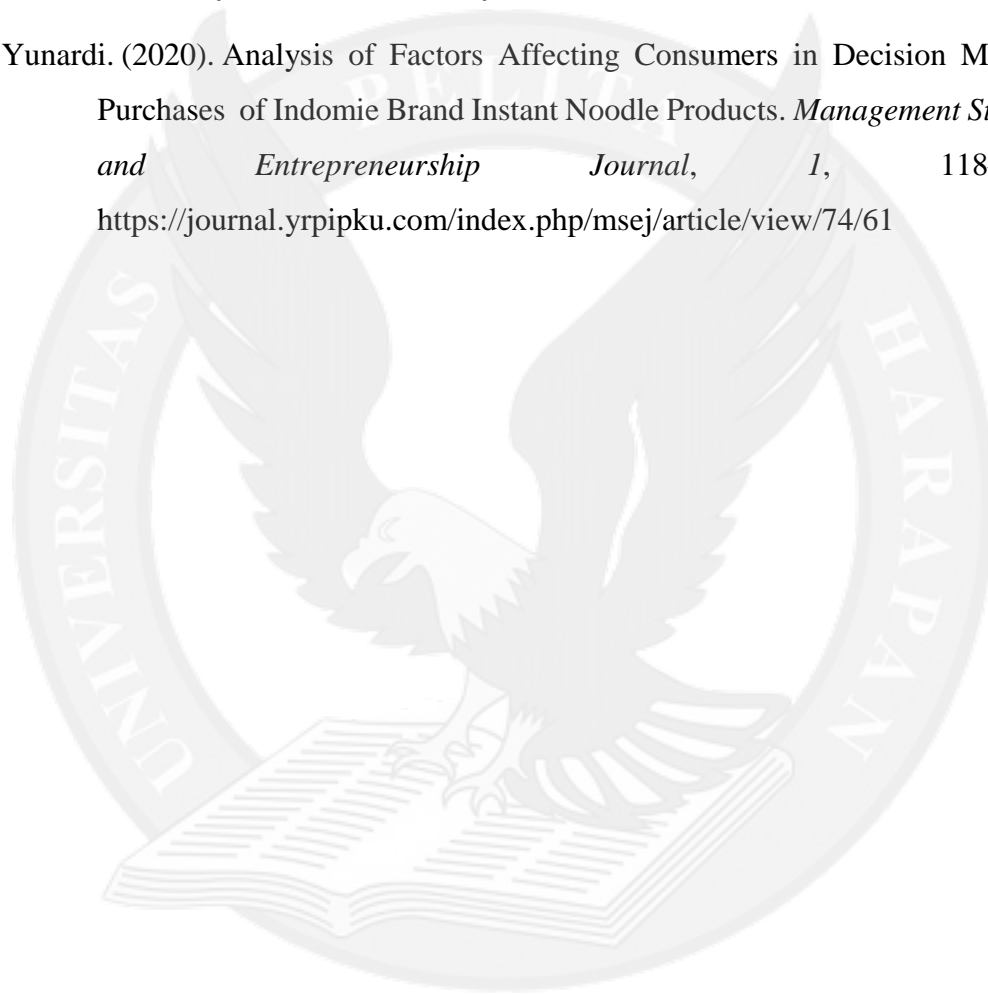 Yunardi. (2020). Analysis of Factors Affecting Consumers in Decision M
Purchases of Indomie Brand Instant Noodle Products. Management St
and Entrepreneurship Journal, 1, 118
https://journal.yrpipku.com/index.php/msej/article/view/74/61
UNIVERSITAS PELITA HARAPAN